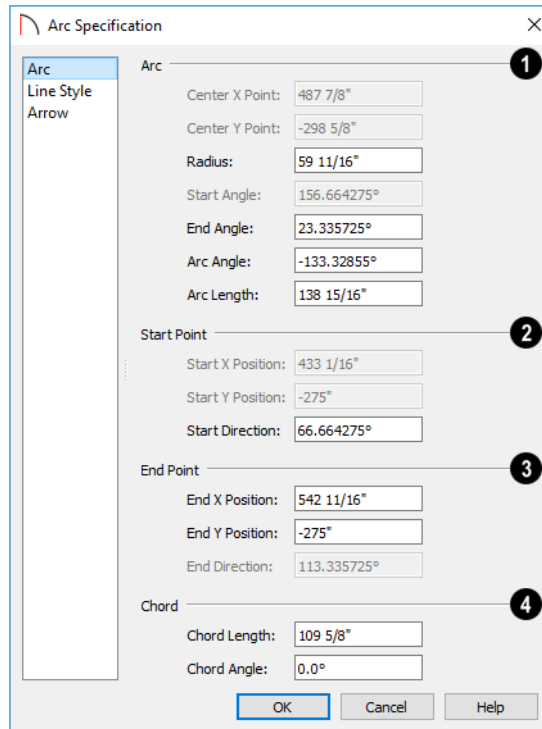 Arc Specification
Arc
Line Style
Arrow
Arc
1
Center X Point: 487 7/8"
Center Y Point: -298 5/8"
Radius: 59 11/16"
Start Angle: 156.664275°
End Angle: 23.335725°
Arc Angle: -133.32855°
Arc Length: 138 15/16"
Start Point
2
Start X Position: 433 1/16"
Start Y Position: -275"
Start Direction: 66.664275°
End Point
3
End X Position: 542 11/16"
End Y Position: -275"
End Direction: 113.335725°
Chord
4
Chord Length: 109 5/8"
Chord Angle: 0.0°
OK Cancel Help